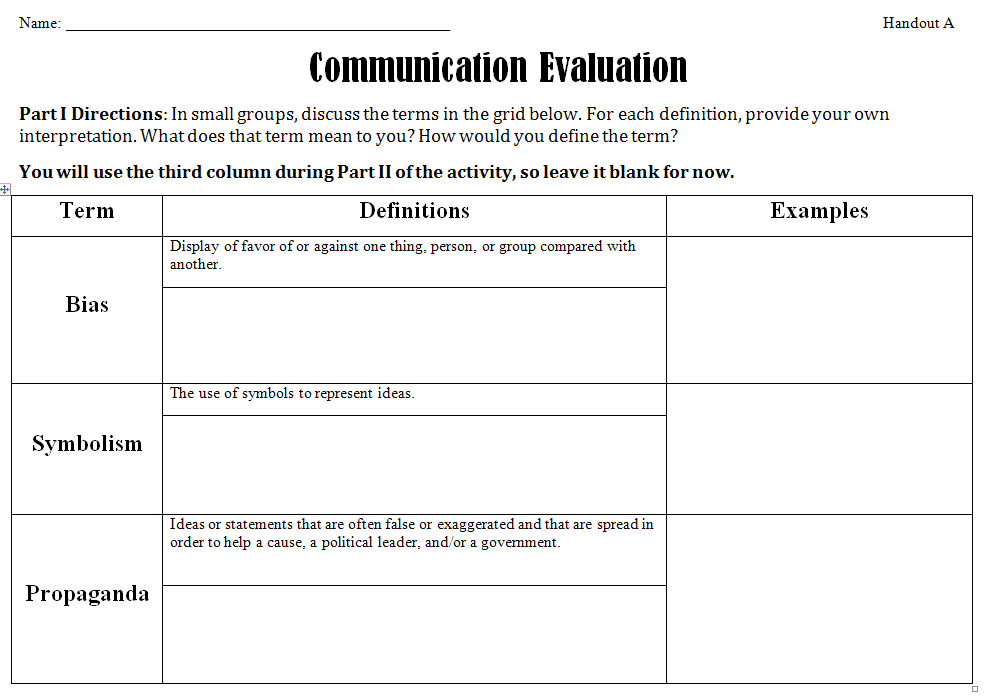 Name: ________________________________________________
Handout A
Communication Evaluation
Part I Directions: In small groups, discuss the terms in the grid below. For each definition, provide your own
interpretation. What does that term mean to you? How would you define the term?
You will use the third column during Part II of the activity, so leave it blank for now.
Term
Definitions
Examples
Bias
Display of favor of or against one thing, person, or group compared with
another.
Symbolism
The use of symbols to represent ideas.
Propaganda
Ideas or statements that are often false or exaggerated and that are spread in
order to help a cause, a political leader, and/or a government.